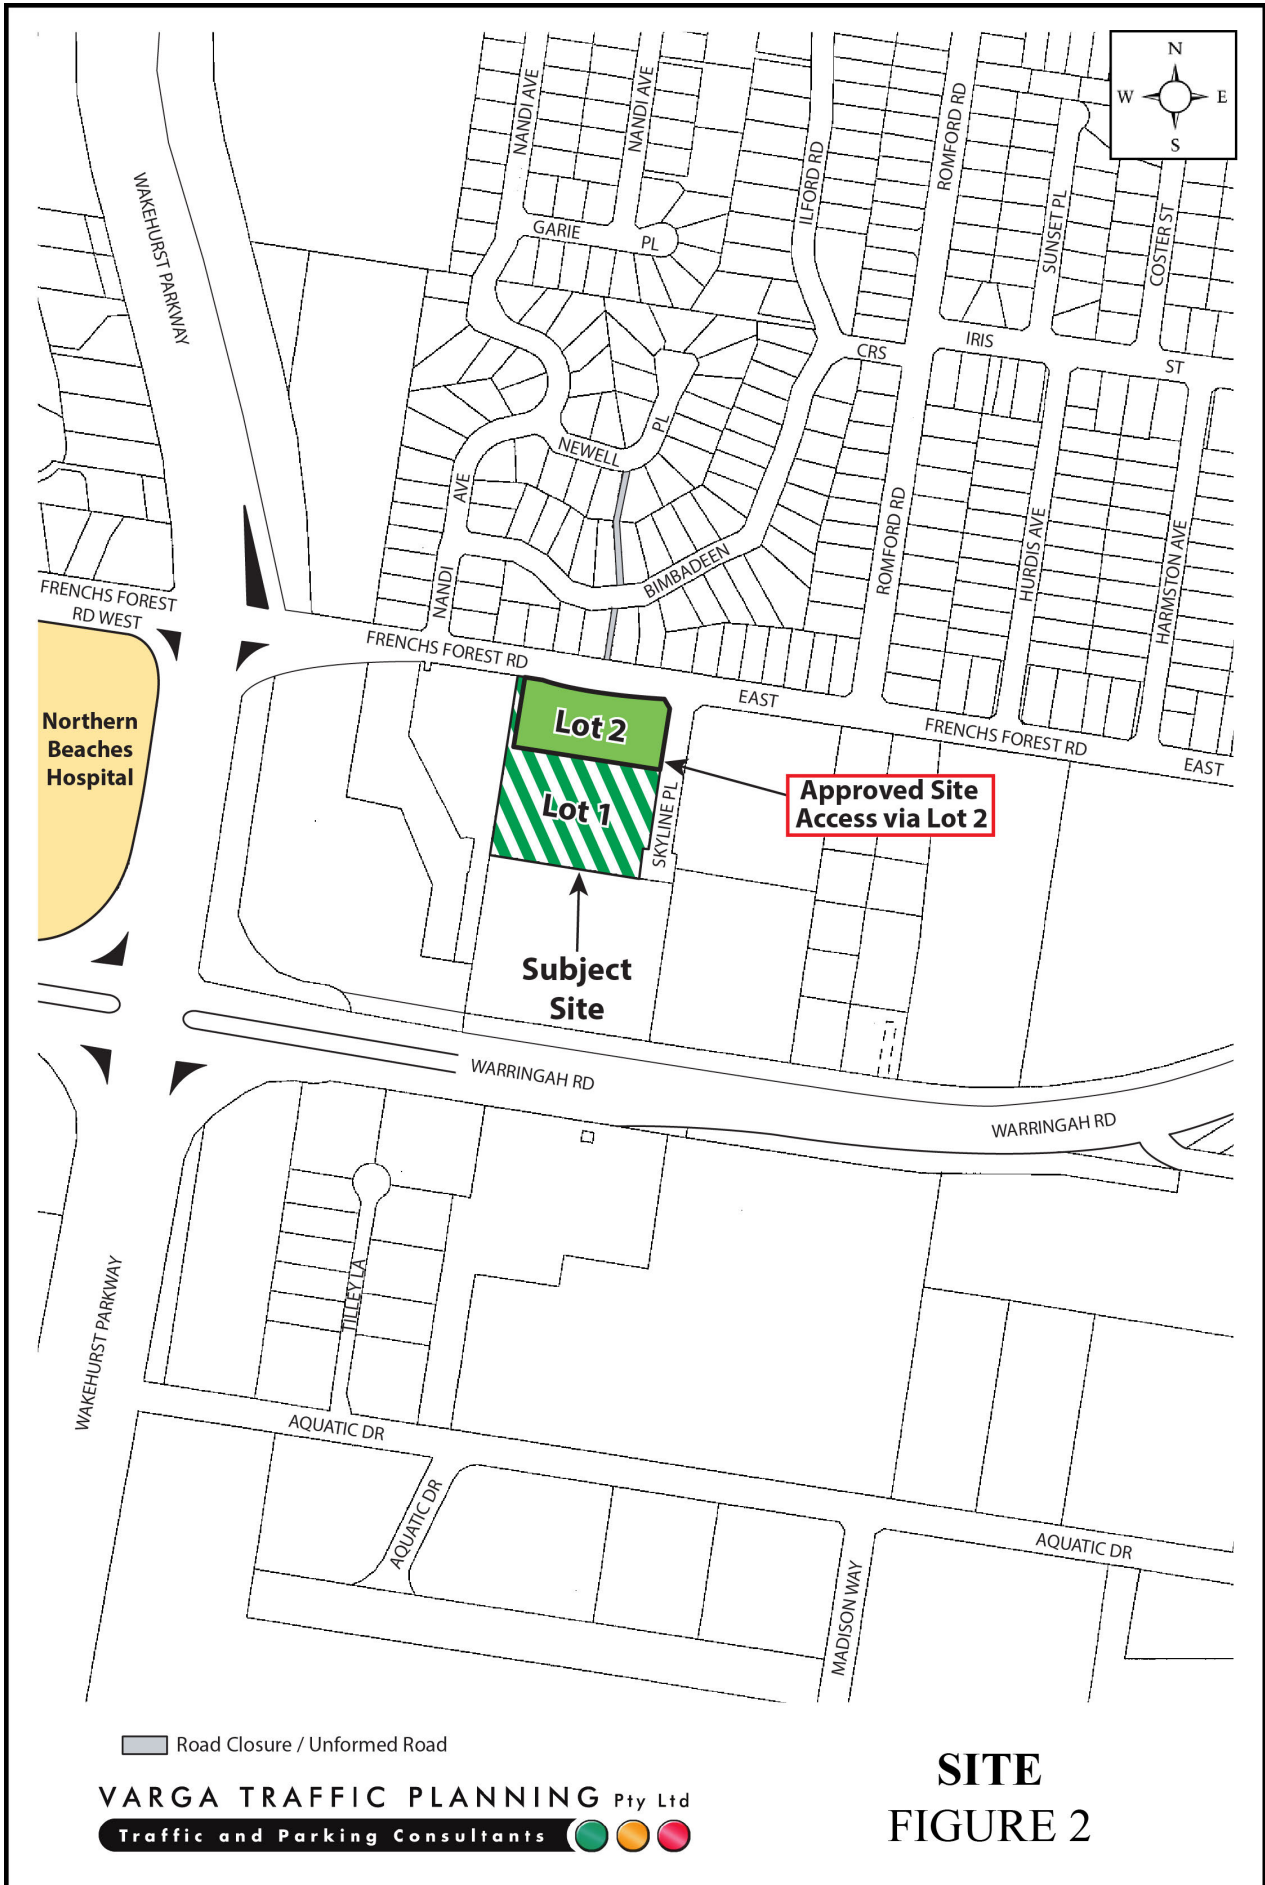 N
W
E
S
NANDI AVE
NANDI AVE
ILFORD RD
ROMFORD RD
SUNSET PL
COSTER ST
WAKEHURST PARKWAY
GARIE
PL
CRS
IRIS
ST
NEWELL
PL
AVE
NANDI
BIMBADEEN
ROMFORD RD
HURDIS AVE
HARMSTON AVE
FRENCHS FOREST
RD WEST
FRENCHS FOREST RD
EAST
FRENCHS FOREST RD
EAST
Northern
Beaches
Hospital
Lot 2
Lot 1
SKYLINE PL
Approved Site
Access via Lot 2
Subject
Site
WARRINGAH RD
WARRINGAH RD
TILLEY LA
WAKEHURST PARKWAY
AQUATIC DR
AQUATIC DR
AQUATIC DR
MADISON WAY
Road Closure / Unformed Road
VARGA TRAFFIC PLANNING Pty Ltd
Traffic and Parking Consultants
SITE
FIGURE 2